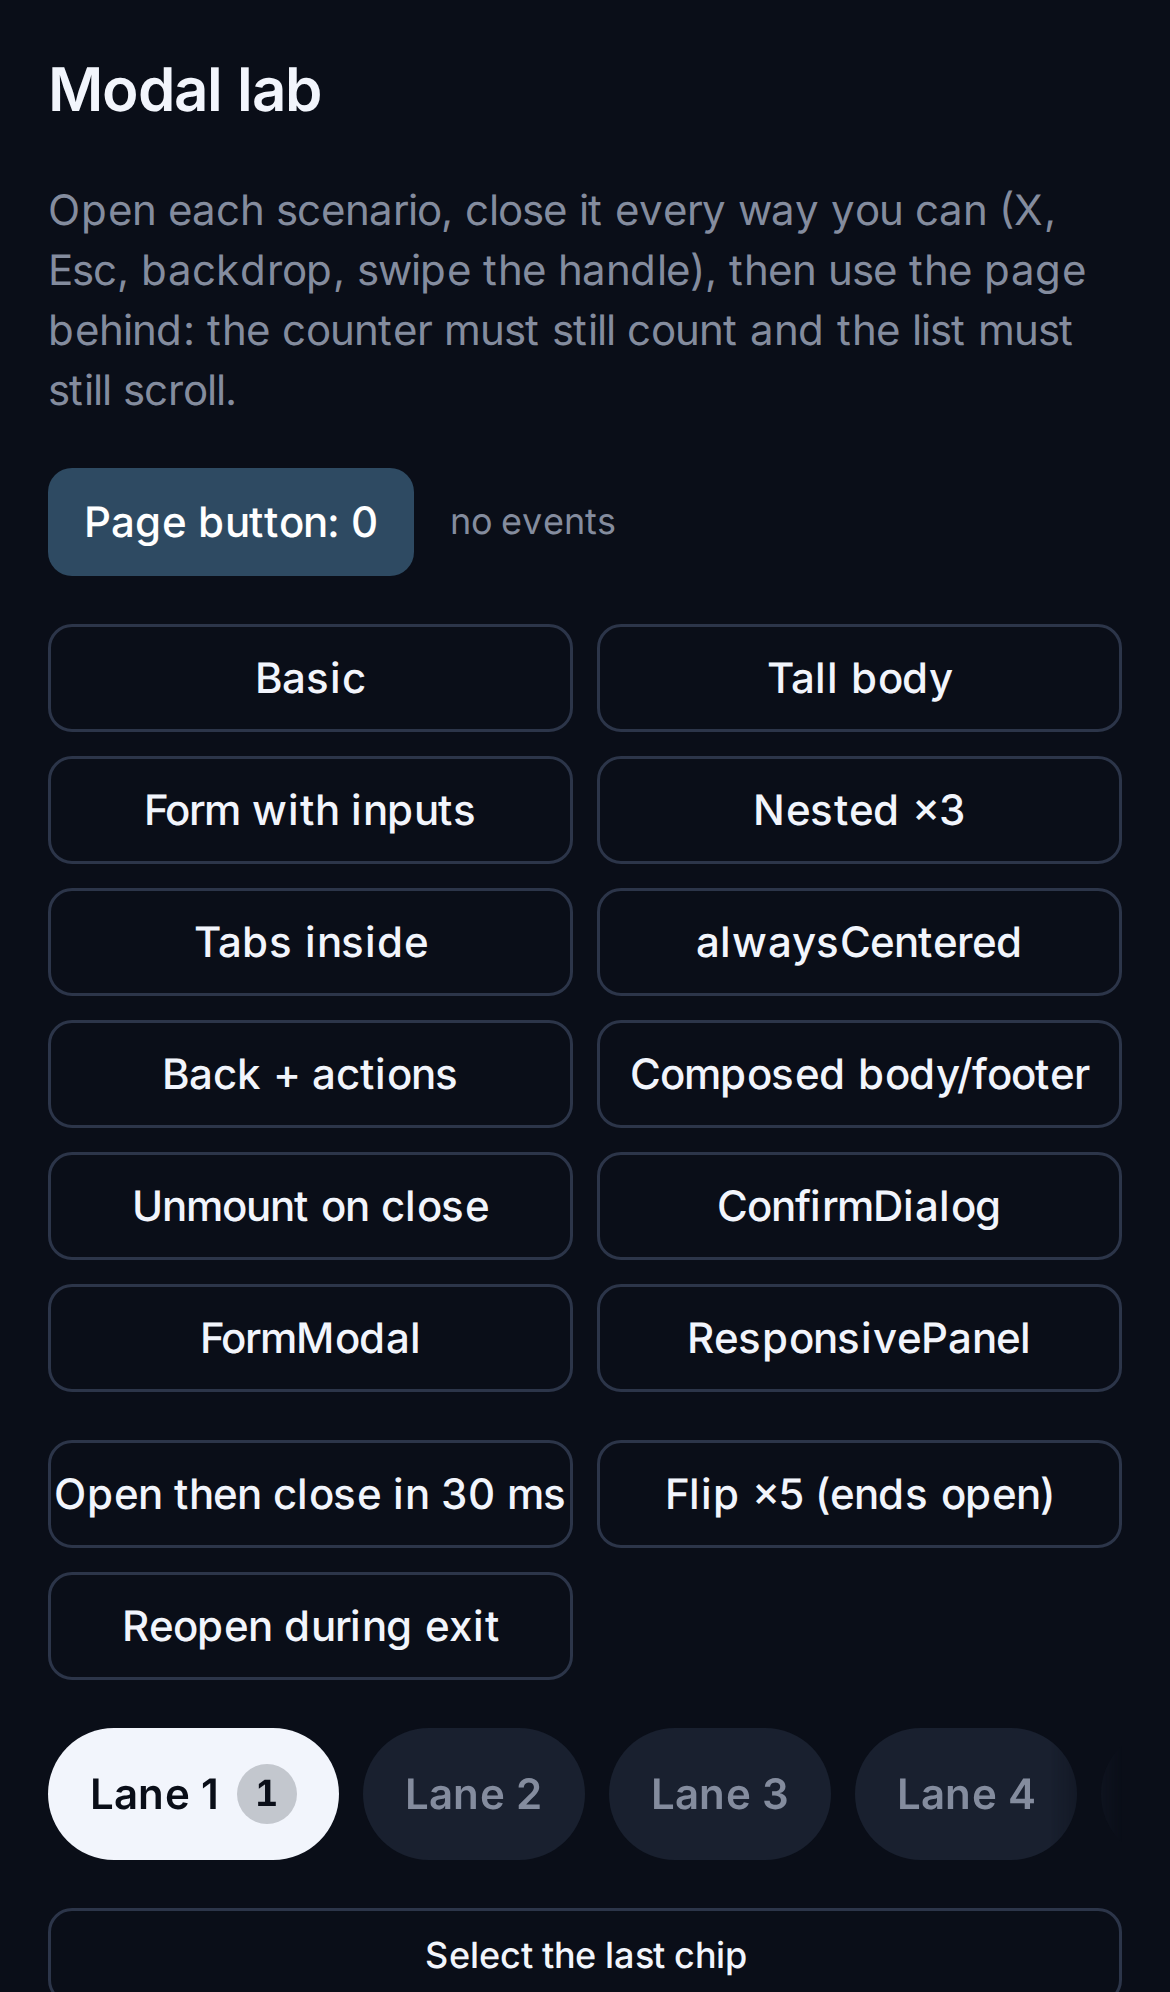 Modal lab
Open each scenario, close it every way you can (X,
Esc, backdrop, swipe the handle), then use the page
behind: the counter must still count and the list must
still scroll.
Page button: 0
no events
Basic
Tall body
Form with inputs
Nested ×3
Tabs inside
alwaysCentered
Back + actions
Composed body/footer
Unmount on close
ConfirmDialog
FormModal
ResponsivePanel
Open then close in 30 ms
Flip ×5 (ends open)
Reopen during exit
Lane 1 1
Lane 2
Lane 3
Lane 4
Select the last chip